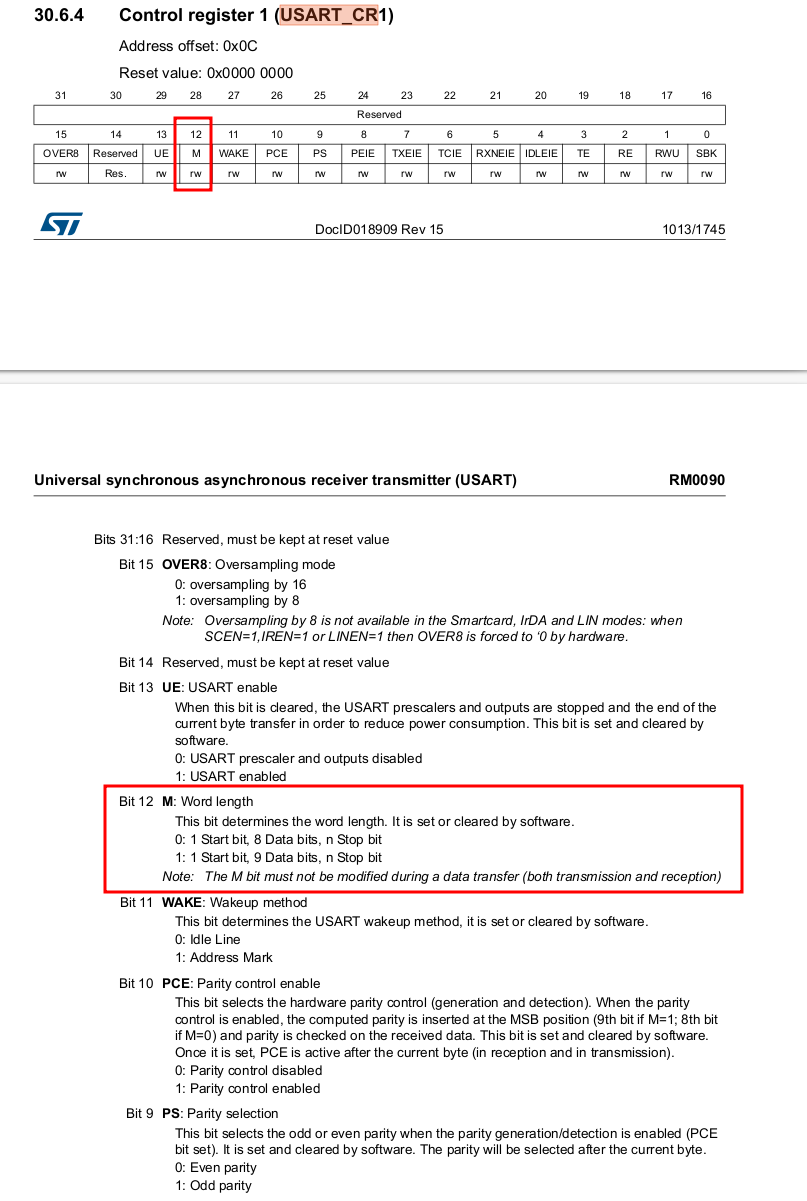 30.6.4 Control register 1 (USART_CR1)
Address offset: 0x0C
Reset value: 0x0000 0000
31 30 29 28 27 26 25 24 23 22 21 20 19 18 17 16
Reserved
15 14 13 12 11 10 9 8 7 6 5 4 3 2 1 0
OVER8 Reserved UE M WAKE PCE PS PEIE TXEIE TCIE RXNEIE IDLEIE TE RE RWU SBK
rw Res. rw rw rw rw rw rw rw rw rw rw rw rw rw rw
ST DocID018909 Rev 15 1013/1745
Universal synchronous asynchronous receiver transmitter (USART) RM0090
Bits 31:16 Reserved, must be kept at reset value
Bit 15 OVER8: Oversampling mode
0: oversampling by 16
1: oversampling by 8
Note: Oversampling by 8 is not available in the Smartcard, IrDA and LIN modes: when
SCEN=1,IREN=1 or LINEN=1 then OVER8 is forced to ‘0 by hardware.
Bit 14 Reserved, must be kept at reset value
Bit 13 UE: USART enable
When this bit is cleared, the USART prescalers and outputs are stopped and the end of the
current byte transfer in order to reduce power consumption. This bit is set and cleared by
software.
0: USART prescaler and outputs disabled
1: USART enabled
Bit 12 M: Word length
This bit determines the word length. It is set or cleared by software.
0: 1 Start bit, 8 Data bits, n Stop bit
1: 1 Start bit, 9 Data bits, n Stop bit
Note: The M bit must not be modified during a data transfer (both transmission and reception)
Bit 11 WAKE: Wakeup method
This bit determines the USART wakeup method, it is set or cleared by software.
0: Idle Line
1: Address Mark
Bit 10 PCE: Parity control enable
This bit selects the hardware parity control (generation and detection). When the parity
control is enabled, the computed parity is inserted at the MSB position (9th bit if M=1; 8th bit
if M=0) and parity is checked on the received data. This bit is set and cleared by software.
Once it is set, PCE is active after the current byte (in reception and in transmission).
0: Parity control disabled
1: Parity control enabled
Bit 9 PS: Parity selection
This bit selects the odd or even parity when the parity generation/detection is enabled (PCE
bit set). It is set and cleared by software. The parity will be selected after the current byte.
0: Even parity
1: Odd parity